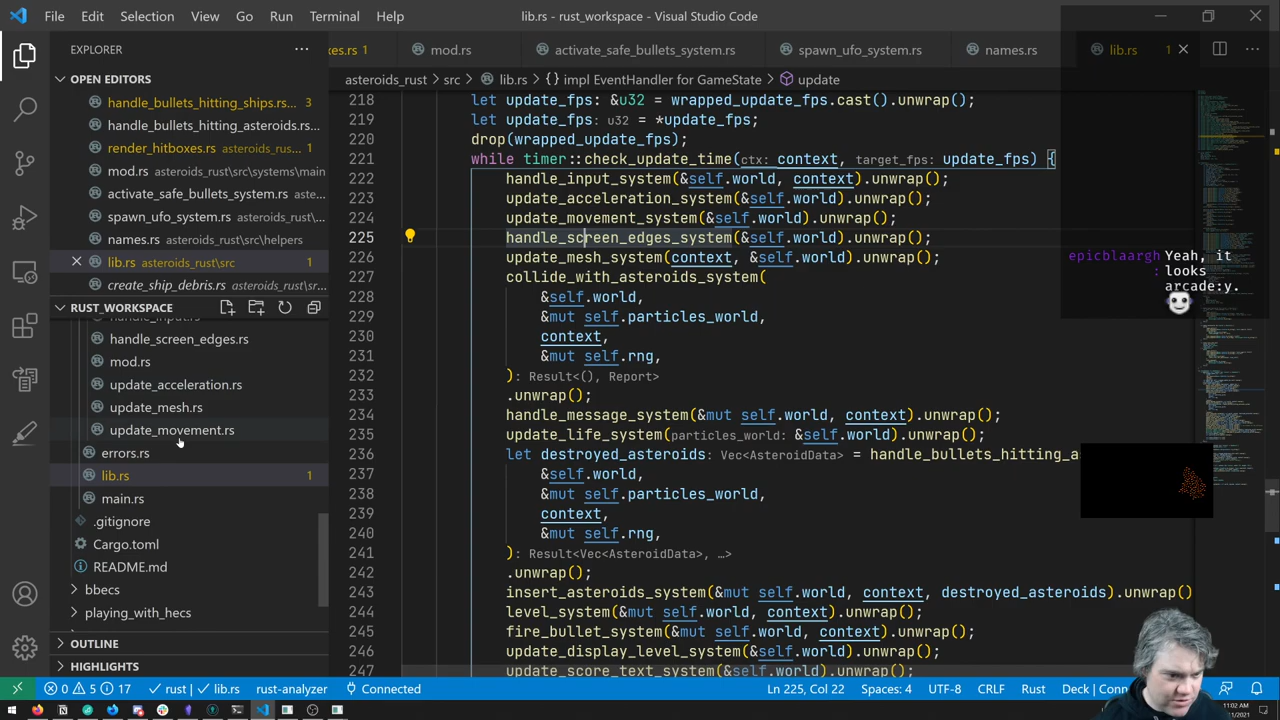 File Edit Selection View Go Run Terminal Help
lib.rs - rust_workspace - Visual Studio Code
EXPLORER
OPEN EDITORS
handle_bullets_hitting_ships.rs... 3
handle_bullets_hitting_asteroids.rs...
render_hitboxes.rs asteroids_rus...1
mod.rs asteroids_rust\src\systems\main
activate_safe_bullets_system.rs asteroi...
spawn_ufo_system.rs asteroids_rust\...
names.rs asteroids_rust\src\helpers
lib.rs asteroids_rust\src 1
create_ship_debris.rs asteroids_rust\sr...
RUST_WORKSPACE
handle_input.rs
handle_screen_edges.rs
mod.rs
update_acceleration.rs
update_mesh.rs
update_movement.rs
errors.rs
lib.rs 1
main.rs
.gitignore
Cargo.toml
README.md
bbecs
playing_with_hecs
OUTLINE
HIGHLIGHTS
xes.rs 1 mod.rs activate_safe_bullets_system.rs spawn_ufo_system.rs names.rs lib.rs 1
asteroids_rust > src > lib.rs > {} impl EventHandler for GameState > update
218 let update_fps: &u32 = wrapped_update_fps.cast().unwrap();
219 let update_fps: u32 = *update_fps;
220 drop(wrapped_update_fps);
221 while timer::check_update_time(ctx: context, target_fps: update_fps) {
222 handle_input_system(&self.world, context).unwrap();
223 update_acceleration_system(&self.world).unwrap();
224 update_movement_system(&self.world).unwrap();
225 handle_screen_edges_system(&self.world).unwrap();
226 update_mesh_system(context, &self.world).unwrap();
227 collide_with_asteroids_system(
228 &self.world,
229 &mut self.particles_world,
230 context,
231 &mut self.rng,
232 ): Result<(), Report>
233 .unwrap();
234 handle_message_system(&mut self.world, context).unwrap();
235 update_life_system(particles_world: &self.world).unwrap();
236 let destroyed_asteroids: Vec<AsteroidData> = handle_bullets_hitting_as
237 &self.world,
238 &mut self.particles_world,
239 context,
240 &mut self.rng,
241 ): Result<Vec<AsteroidData>, …>
242 .unwrap();
243 insert_asteroids_system(&mut self.world, context, destroyed_asteroids).unwrap()
244 level_system(&mut self.world, context).unwrap();
245 fire_bullet_system(&mut self.world, context).unwrap();
246 update_display_level_system(&self.world).unwrap();
247 update_score_text_system(&self.world).unwrap();
epicblaargh: Yeah, it
looks
arcade:y.
0 5 17 rust | lib.rs rust-analyzer Connected Ln 225, Col 22 Spaces: 4 UTF-8 CRLF Rust Deck | Conn
11:02 AM